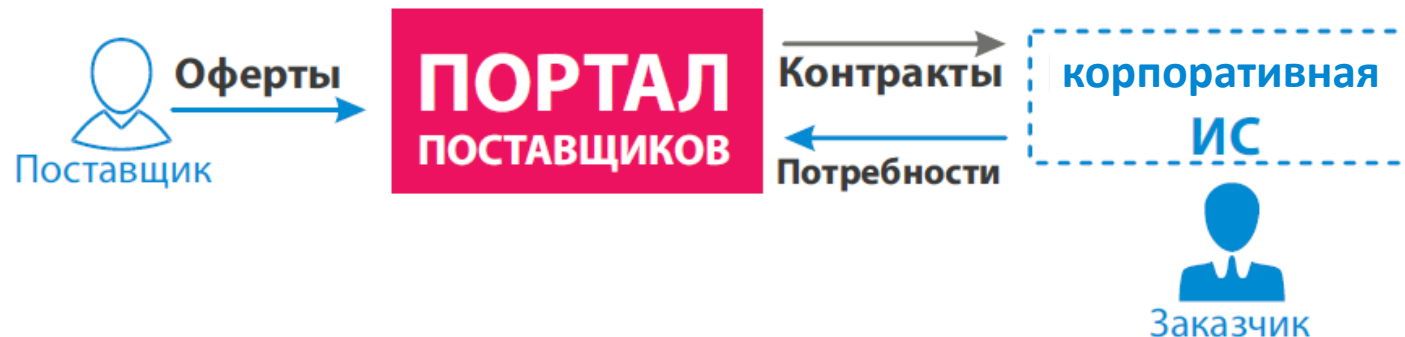 Поставщик
Оферты
ПОРТАЛ
ПОСТАВЩИКОВ
Контракты
Потребности
корпоративная
ИС
Заказчик